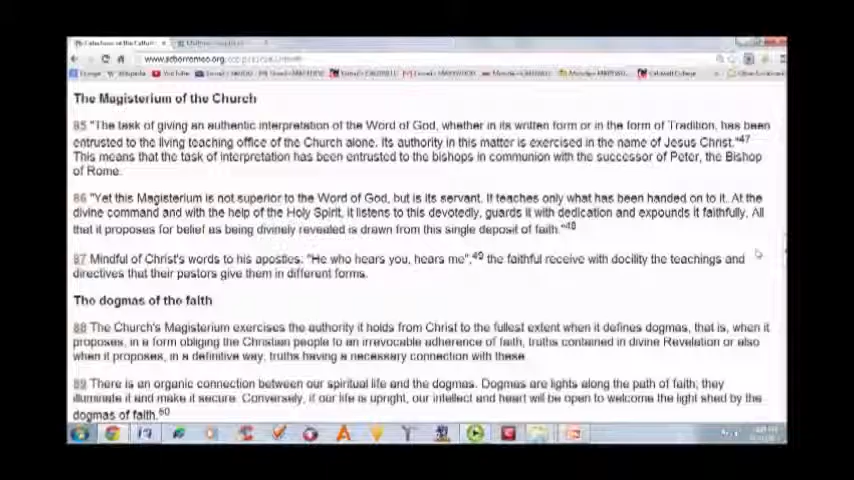 www.scborromeo.org
Wikipedia YouTube Caldwell College
The Magisterium of the Church
85 "The task of giving an authentic interpretation of the Word of God, whether in its written form or in the form of Tradition, has been
entrusted to the living teaching office of the Church alone. Its authority in this matter is exercised in the name of Jesus Christ."47
This means that the task of interpretation has been entrusted to the bishops in communion with the successor of Peter, the Bishop
of Rome.
86 "Yet this Magisterium is not superior to the Word of God, but is its servant. It teaches only what has been handed on to it. At the
divine command and with the help of the Holy Spirit, it listens to this devotedly, guards it with dedication and expounds it faithfully. All
that it proposes for belief as being divinely revealed is drawn from this single deposit of faith."48
87 Mindful of Christ's words to his apostles: "He who hears you, hears me",49 the faithful receive with docility the teachings and
directives that their pastors give them in different forms.
The dogmas of the faith
88 The Church's Magisterium exercises the authority it holds from Christ to the fullest extent when it defines dogmas, that is, when it
proposes, in a form obliging the Christian people to an irrevocable adherence of faith, truths contained in divine Revelation or also
when it proposes, in a definitive way, truths having a necessary connection with these
89 There is an organic connection between our spiritual life and the dogmas. Dogmas are lights along the path of faith; they
illuminate it and make it secure. Conversely, if our life is upright, our intellect and heart will be open to welcome the light shed by the
dogmas of faith.50